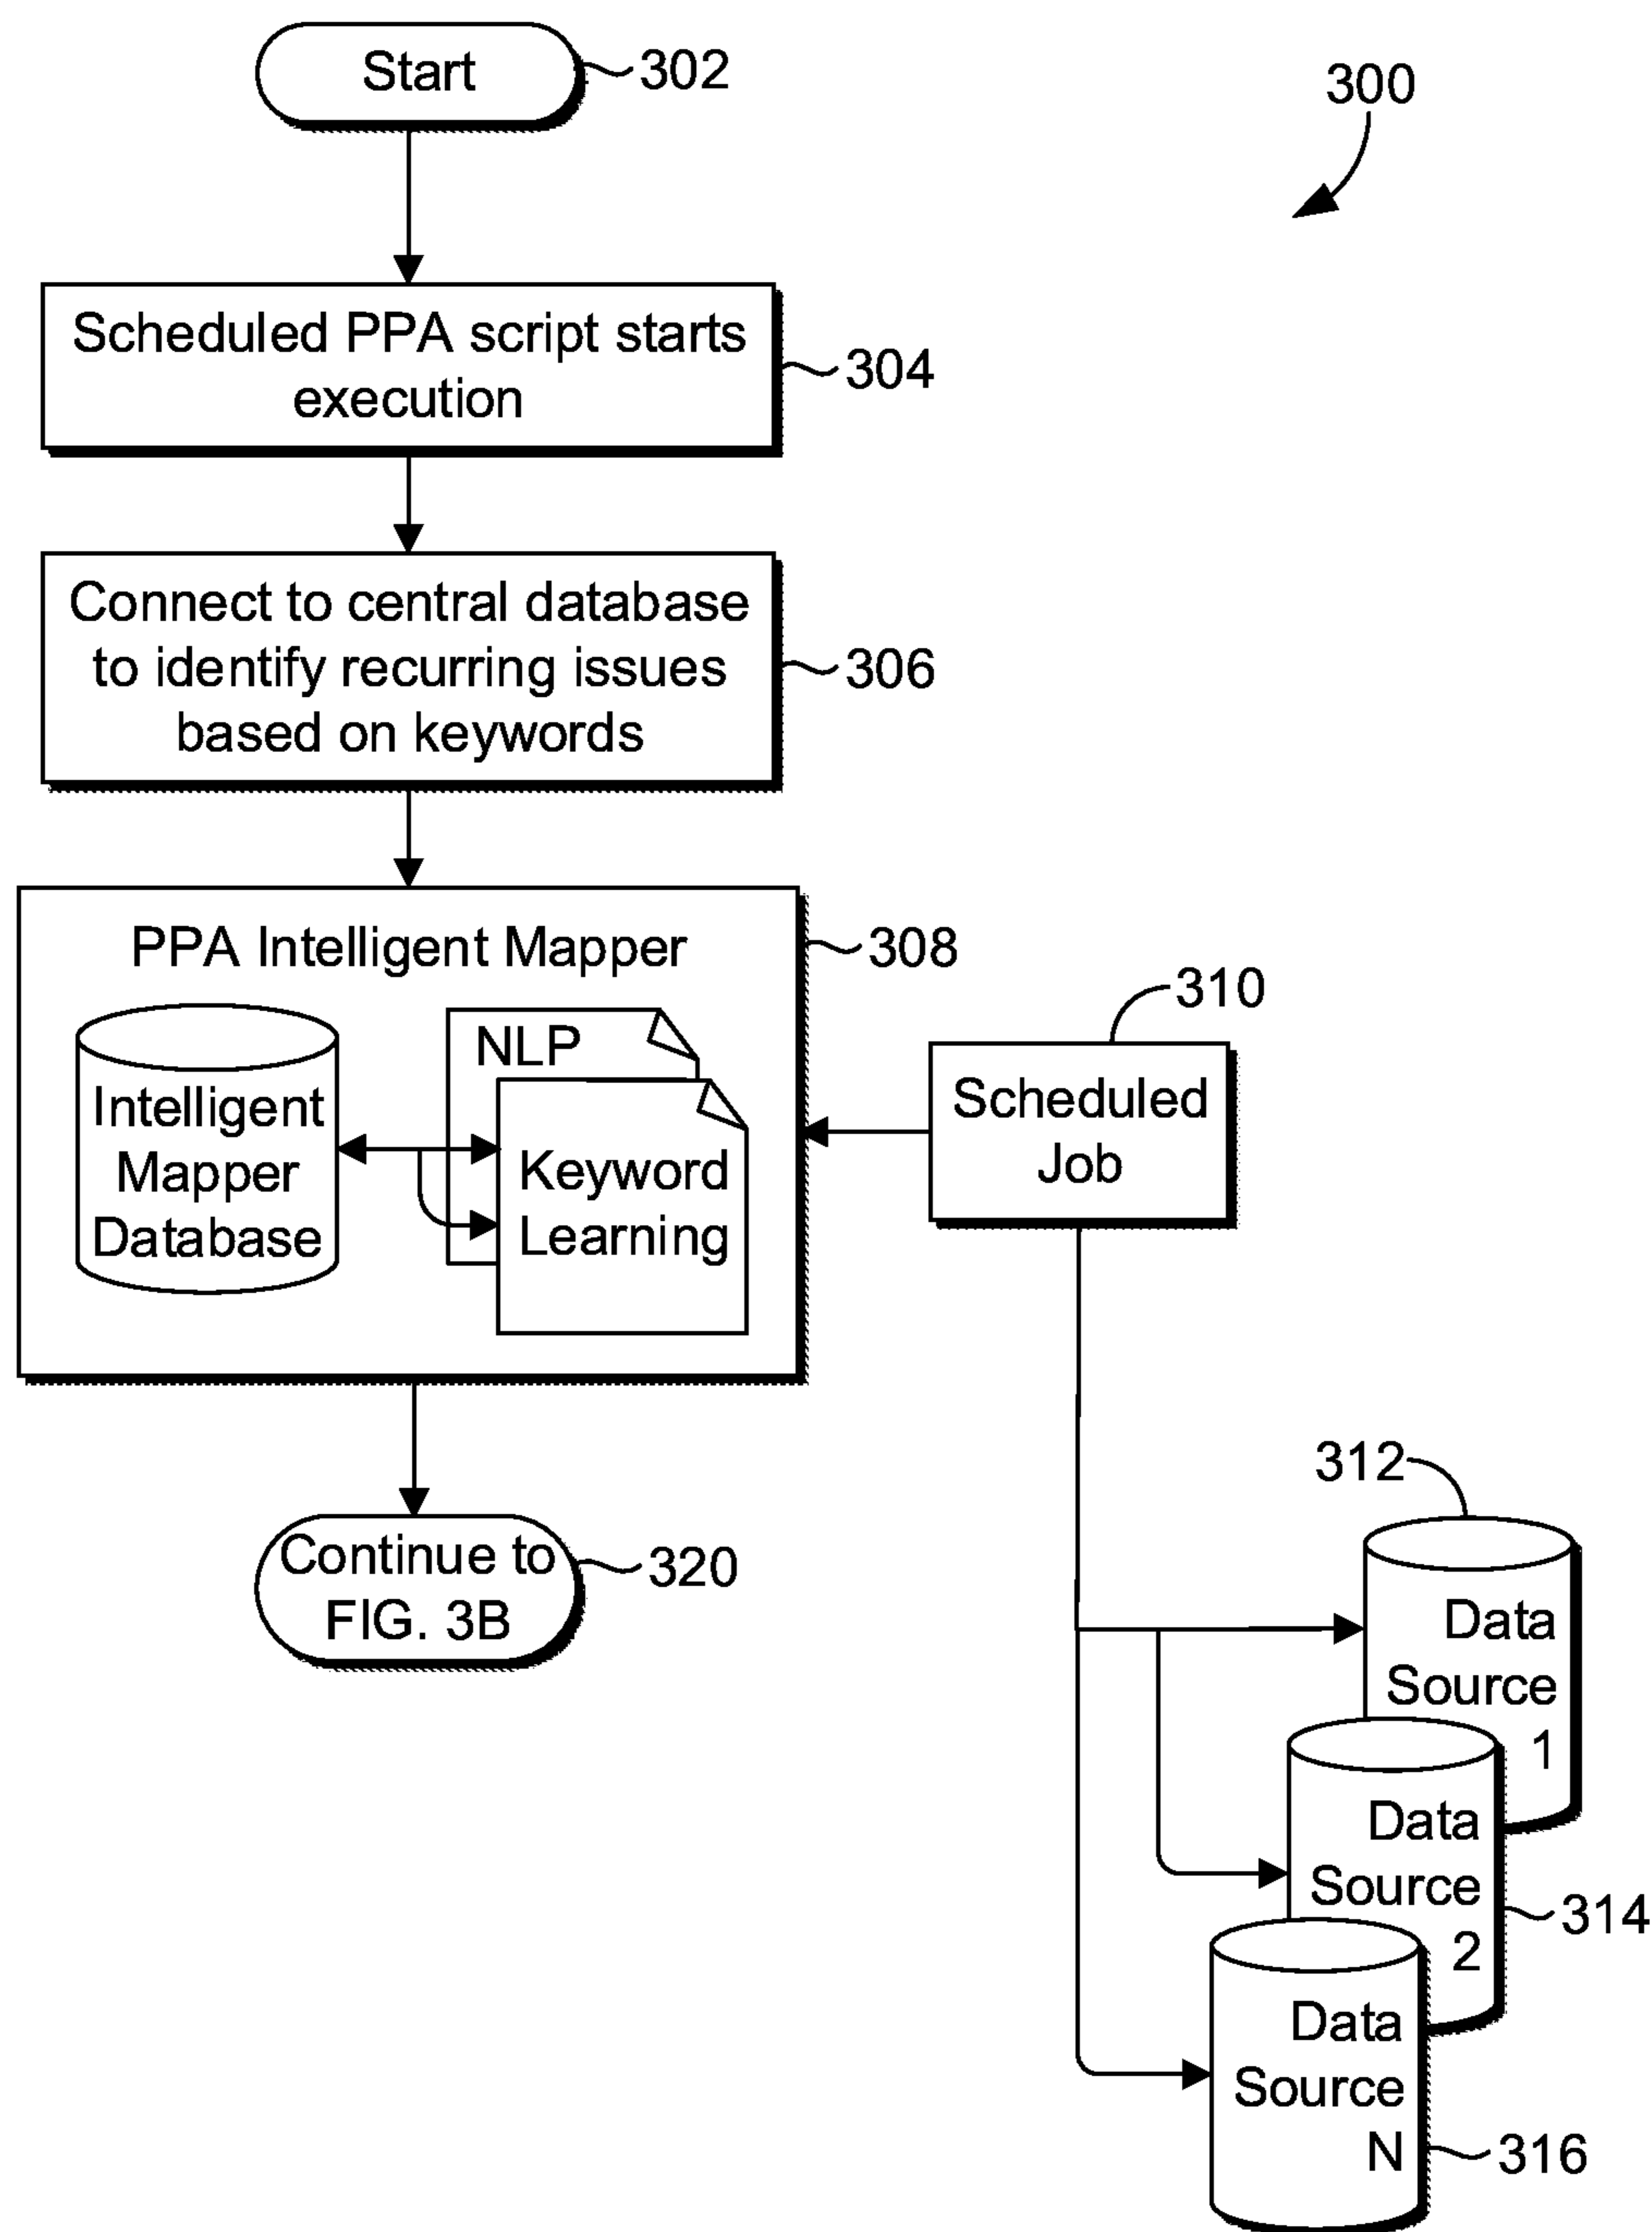 Start
302
300
Scheduled PPA script starts
execution
304
Connect to central database
to identify recurring issues
based on keywords
306
PPA Intelligent Mapper
308
Intelligent
Mapper
Database
NLP
Keyword
Learning
310
Scheduled
Job
Continue to
FIG. 3B
320
312
Data
Source
1
Data
Source
2
314
Data
Source
N
316